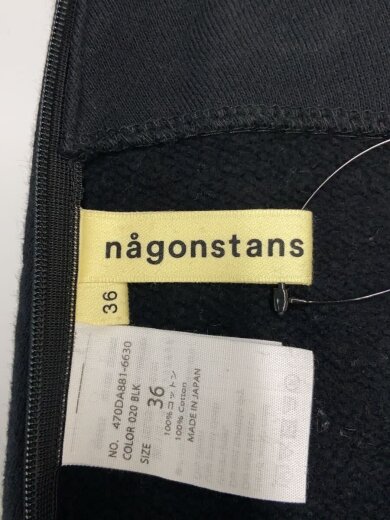 någonstans
36
NO. 470DA881-6630
COLOR 020 BLK
SIZE 36
100%コットン
100% Cotton
MADE IN JAPAN